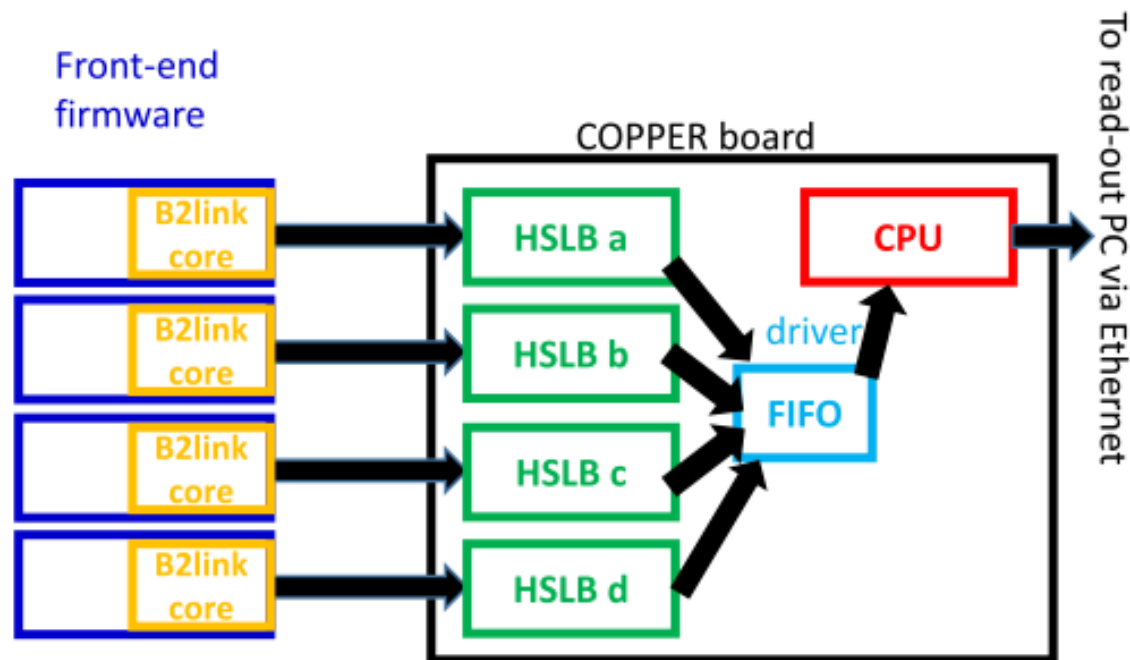 Front-end
firmware
COPPER board
B2link
core
HSLB a
CPU
B2link
core
HSLB b
driver
FIFO
B2link
core
HSLB c
B2link
core
HSLB d
To read-out PC via Ethernet